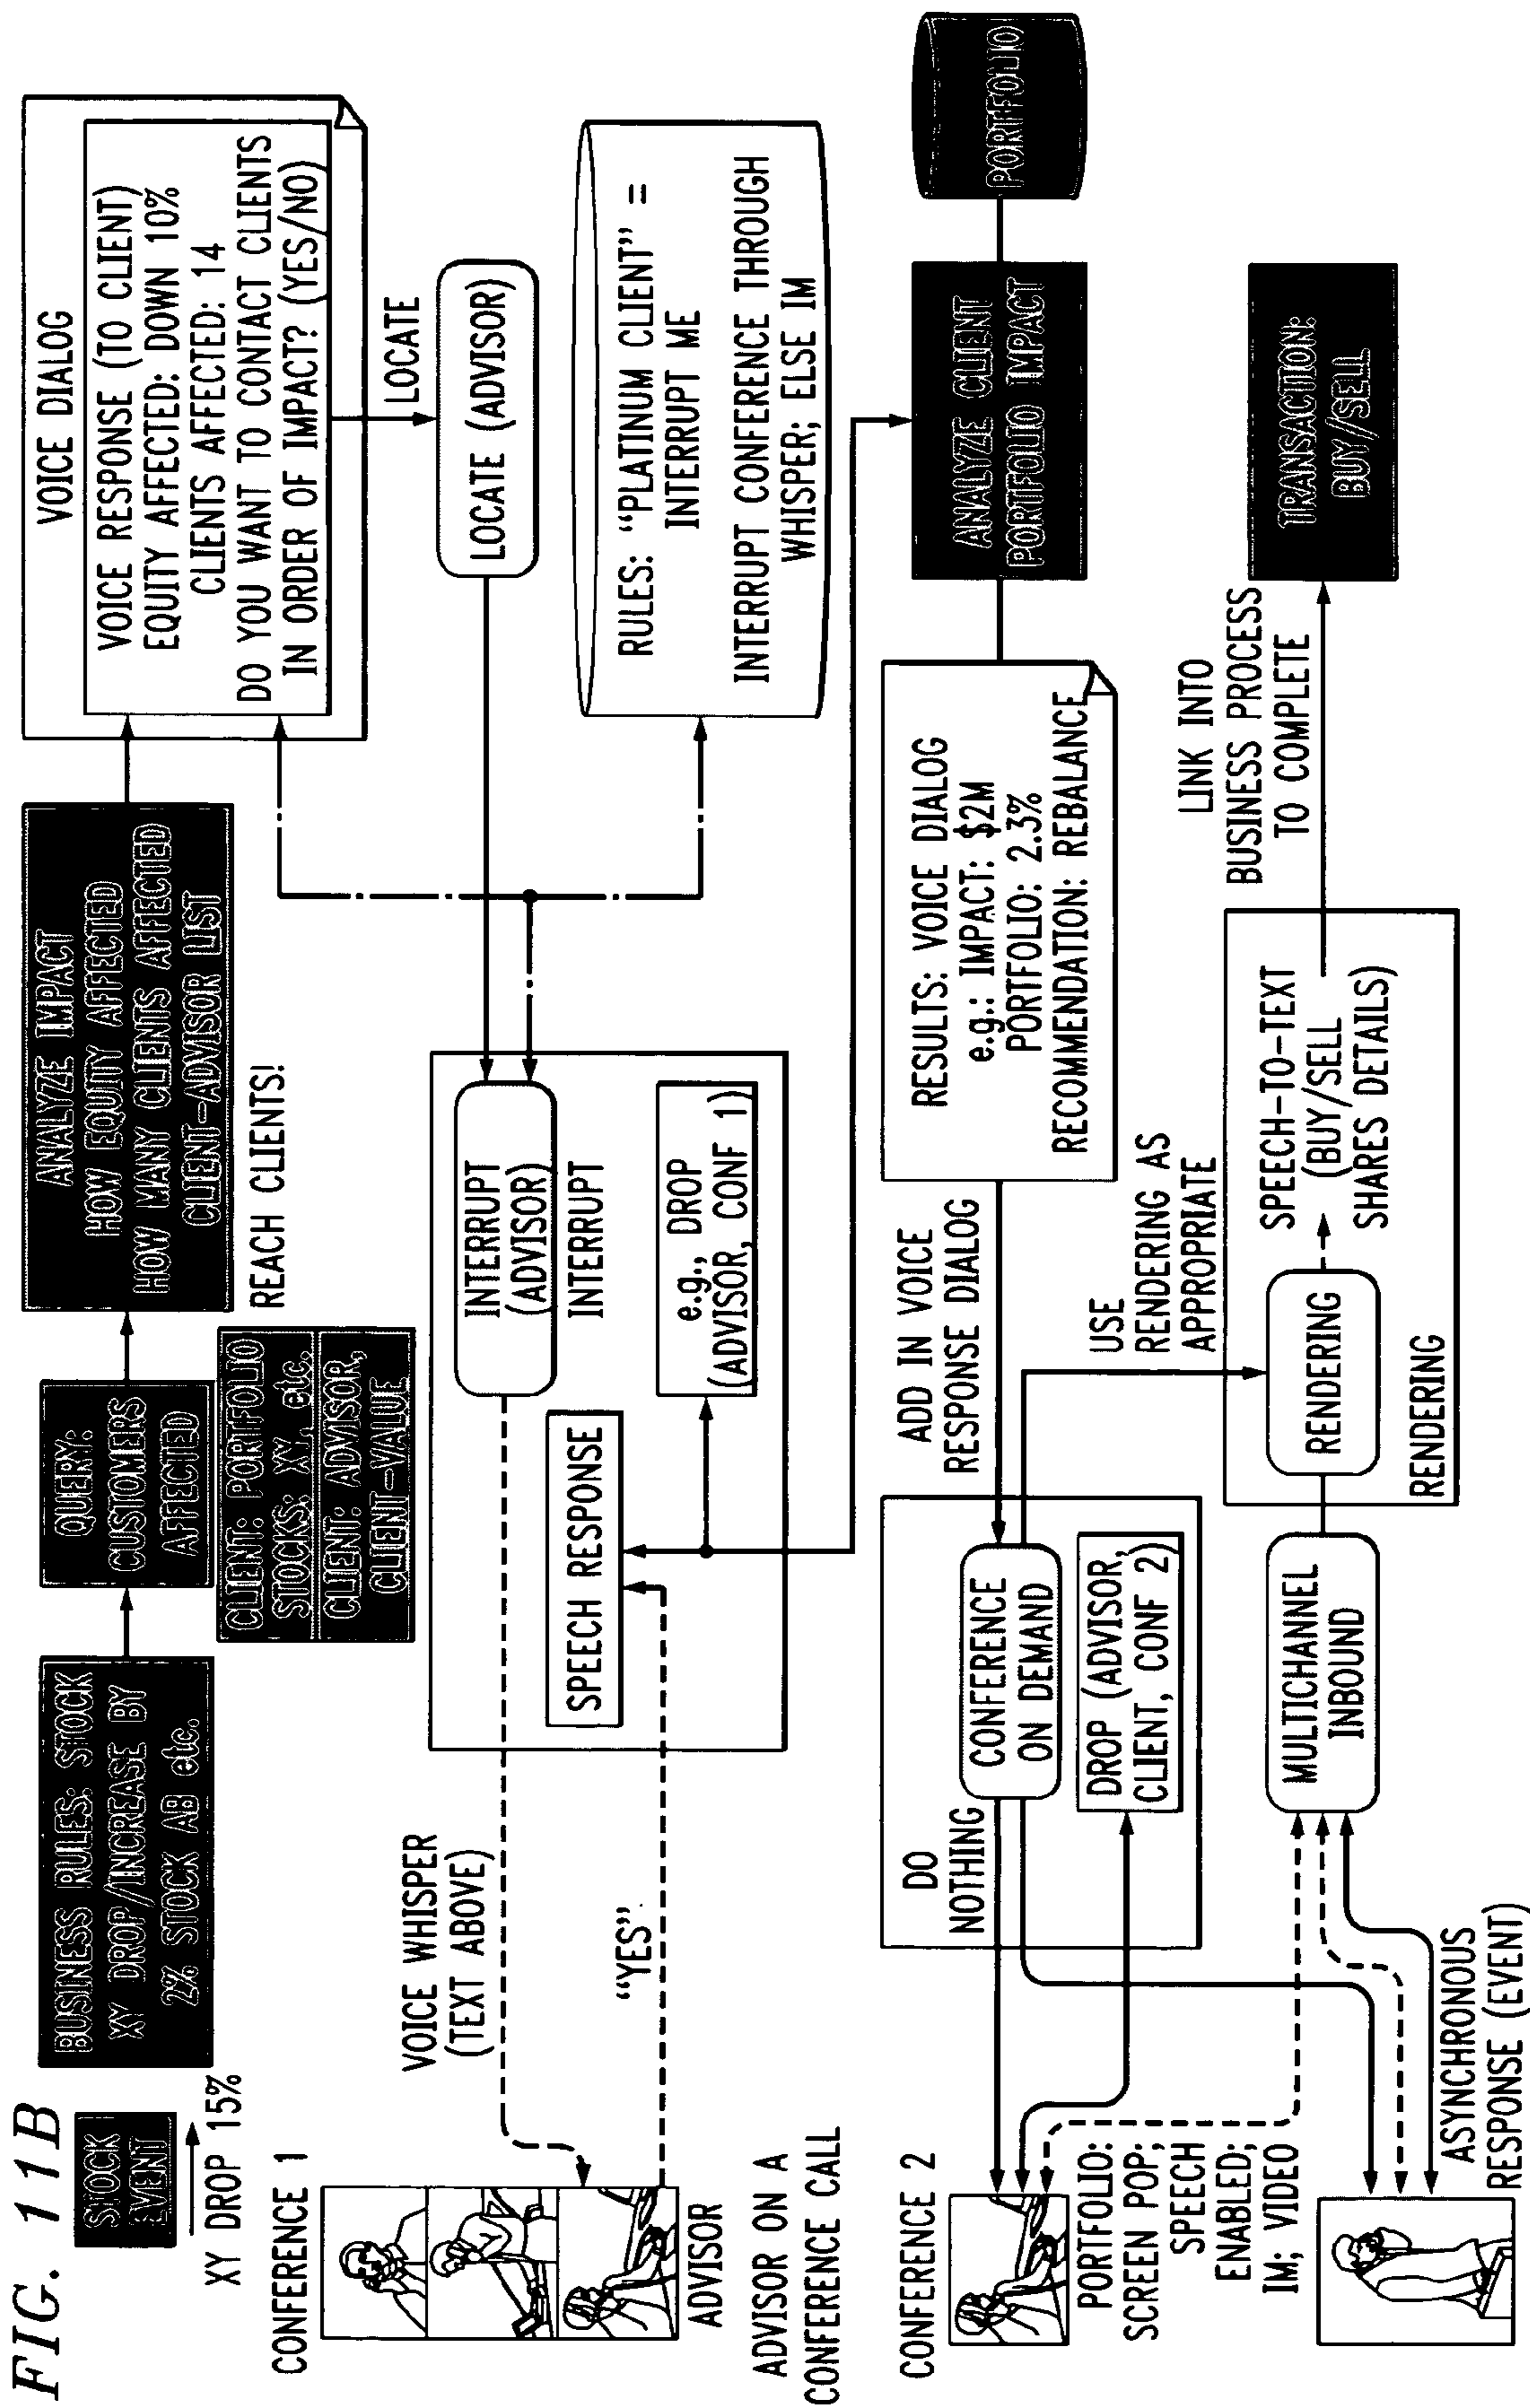 FIG. 11B
STOCK
EVENT
XY DROP 15%
BUSINESS RULES: STOCK
XY DROP/INCREASE BY
2% STOCK AB etc.
QUERY:
CUSTOMERS
AFFECTED
CLIENT: PORTFOLIO
STOCKS: XY, etc.
CLIENT: ADVISOR,
CLIENT-VALUE
ANALYZE IMPACT
HOW EQUITY AFFECTED
HOW MANY CLIENTS AFFECTED
CLIENT-ADVISOR LIST
REACH CLIENTS!
VOICE DIALOG
VOICE RESPONSE (TO CLIENT)
EQUITY AFFECTED: DOWN 10%
CLIENTS AFFECTED: 14
DO YOU WANT TO CONTACT CLIENTS
IN ORDER OF IMPACT? (YES/NO)
LOCATE
LOCATE (ADVISOR)
RULES: "PLATINUM CLIENT" =
INTERRUPT ME
INTERRUPT CONFERENCE THROUGH
WHISPER; ELSE IM
CONFERENCE 1
ADVISOR
ADVISOR ON A
CONFERENCE CALL
VOICE WHISPER
(TEXT ABOVE)
"YES"
INTERRUPT
(ADVISOR)
INTERRUPT
SPEECH RESPONSE
e.g., DROP
(ADVISOR, CONF 1)
CONFERENCE 2
PORTFOLIO:
SCREEN POP;
SPEECH
ENABLED;
IM; VIDEO
DO
NOTHING
CONFERENCE
ON DEMAND
DROP (ADVISOR,
CLIENT, CONF 2)
ADD IN VOICE
RESPONSE DIALOG
RESULTS: VOICE DIALOG
e.g.: IMPACT: $2M
PORTFOLIO: 2.3%
RECOMMENDATION: REBALANCE
ANALYZE CLIENT
PORTFOLIO IMPACT
PORTFOLIO
USE
RENDERING AS
APPROPRIATE
ASYNCHRONOUS
RESPONSE (EVENT)
MULTICHANNEL
INBOUND
RENDERING
RENDERING
SPEECH-TO-TEXT
(BUY/SELL
SHARES DETAILS)
LINK INTO
BUSINESS PROCESS
TO COMPLETE
TRANSACTION:
BUY/SELL